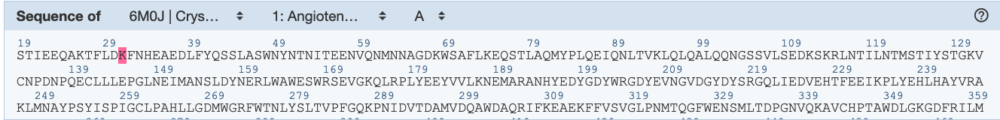 Sequence of 6M0J | Crys... 1: Angioten... A
19 29 39 49 59 69 79 89 99 109 119 129
STIEEQAKTFLDKFNHEAEDLFYQSSLASWNYNTNITEENVQNMNNAGDKWSAFLKEQSTLAQMYPLQEIQNLTVKLQLQALQQNGSSVLSEDKSKRLNTILNTMSTIYSTGKV
139 149 159 169 179 189 199 209 219 229 239
CNPDNPQECLLLEPGLNEIMANSLDYNERLWAWESWRSEVGKQLRPLYEEYVVLKNEMARANHYEDYGDYWRGDYEVNGVDGYDYSRGQLIEDVEHTFEEIKPLYEHLHAYVRA
249 259 269 279 289 299 309 319 329 339 349 359
KLMNAYPSYISPIGCLPAHLLGDMWGRFWTNLYSLTVPFGQKPNIDVTDAMVDQAWDAQRIFKEAEKFFVSVGLPNMTQGFWENSMLTDPGNVQKAVCHPTAWDLGKGDFRILM